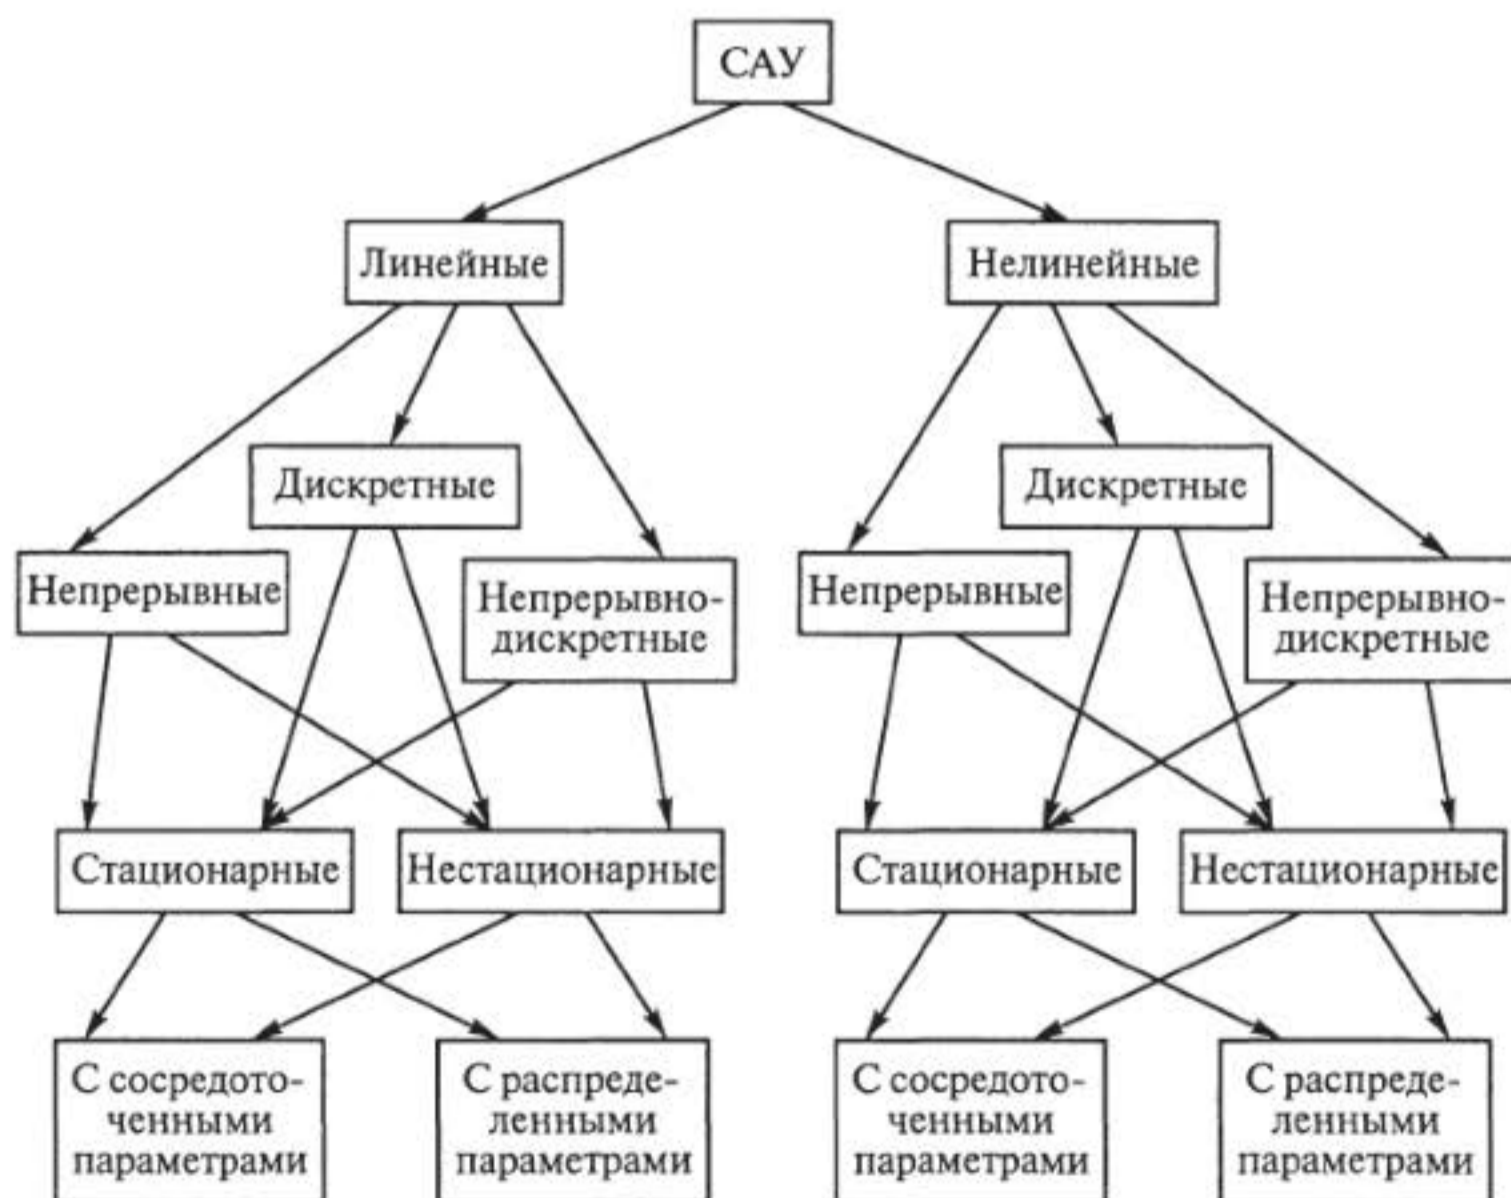 САУ
Линейные
Нелинейные
Дискретные
Дискретные
Непрерывные
Непрерывно-
дискретные
Непрерывные
Непрерывно-
дискретные
Стационарные
Нестационарные
Стационарные
Нестационарные
С сосредото-
ченными
параметрами
С распреде-
ленными
параметрами
С сосредото-
ченными
параметрами
С распреде-
ленными
параметрами